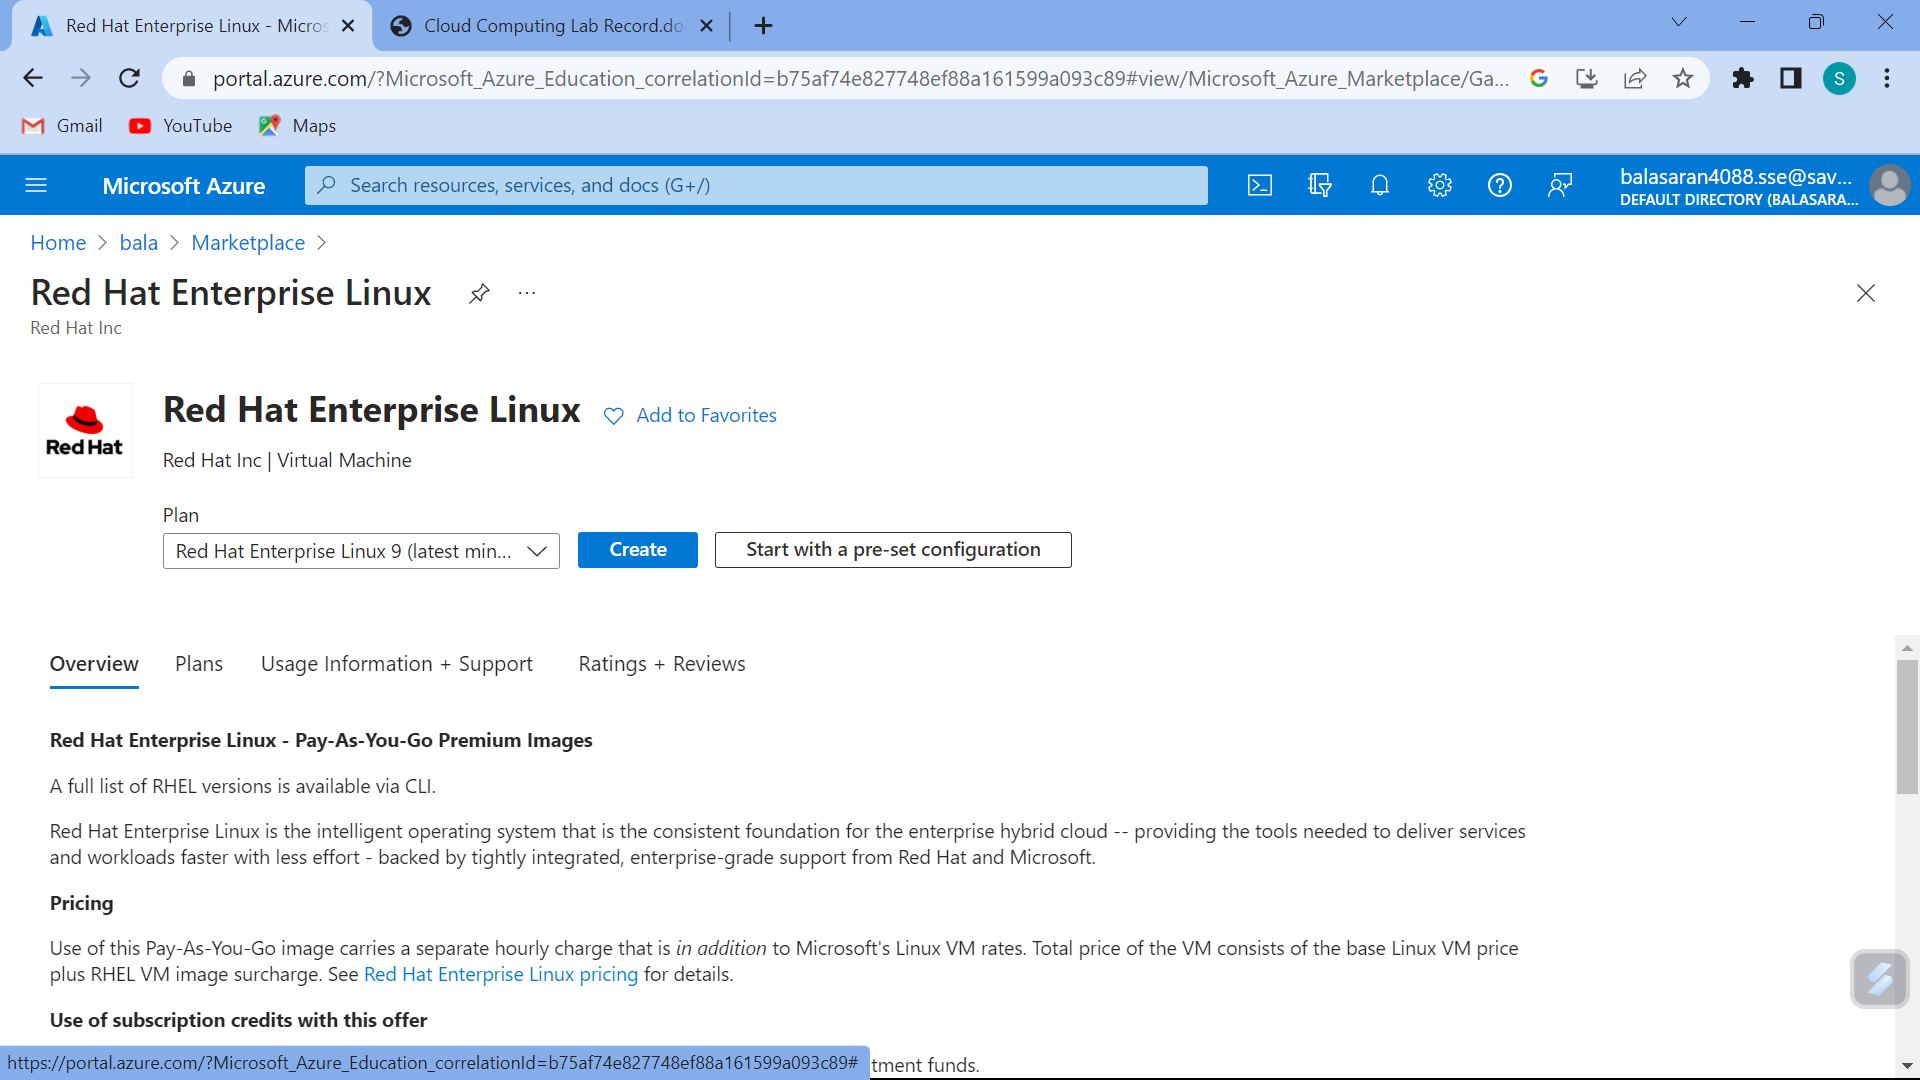 Red Hat Enterprise Linux - Micros
Cloud Computing Lab Record.do
portal.azure.com/?Microsoft_Azure_Education_correlationId=b75af74e827748ef88a161599a093c89#view/Microsoft_Azure_Marketplace/Ga...
S
Gmail
YouTube
Maps
Microsoft Azure
Search resources, services, and docs (G+/)
balasaran4088.sse@sav...
DEFAULT DIRECTORY (BALASARA...
Home > bala > Marketplace >
Red Hat Enterprise Linux
...
Red Hat Inc
Red Hat
Red Hat Enterprise Linux
Add to Favorites
Red Hat Inc | Virtual Machine
Plan
Red Hat Enterprise Linux 9 (latest min...
Create
Start with a pre-set configuration
Overview
Plans
Usage Information + Support
Ratings + Reviews
Red Hat Enterprise Linux - Pay-As-You-Go Premium Images
A full list of RHEL versions is available via CLI.
Red Hat Enterprise Linux is the intelligent operating system that is the consistent foundation for the enterprise hybrid cloud -- providing the tools needed to deliver services
and workloads faster with less effort - backed by tightly integrated, enterprise-grade support from Red Hat and Microsoft.
Pricing
Use of this Pay-As-You-Go image carries a separate hourly charge that is in addition to Microsoft's Linux VM rates. Total price of the VM consists of the base Linux VM price
plus RHEL VM image surcharge. See Red Hat Enterprise Linux pricing for details.
Use of subscription credits with this offer
https://portal.azure.com/?Microsoft_Azure_Education_correlationId=b75af74e827748ef88a161599a093c89#
tment funds.